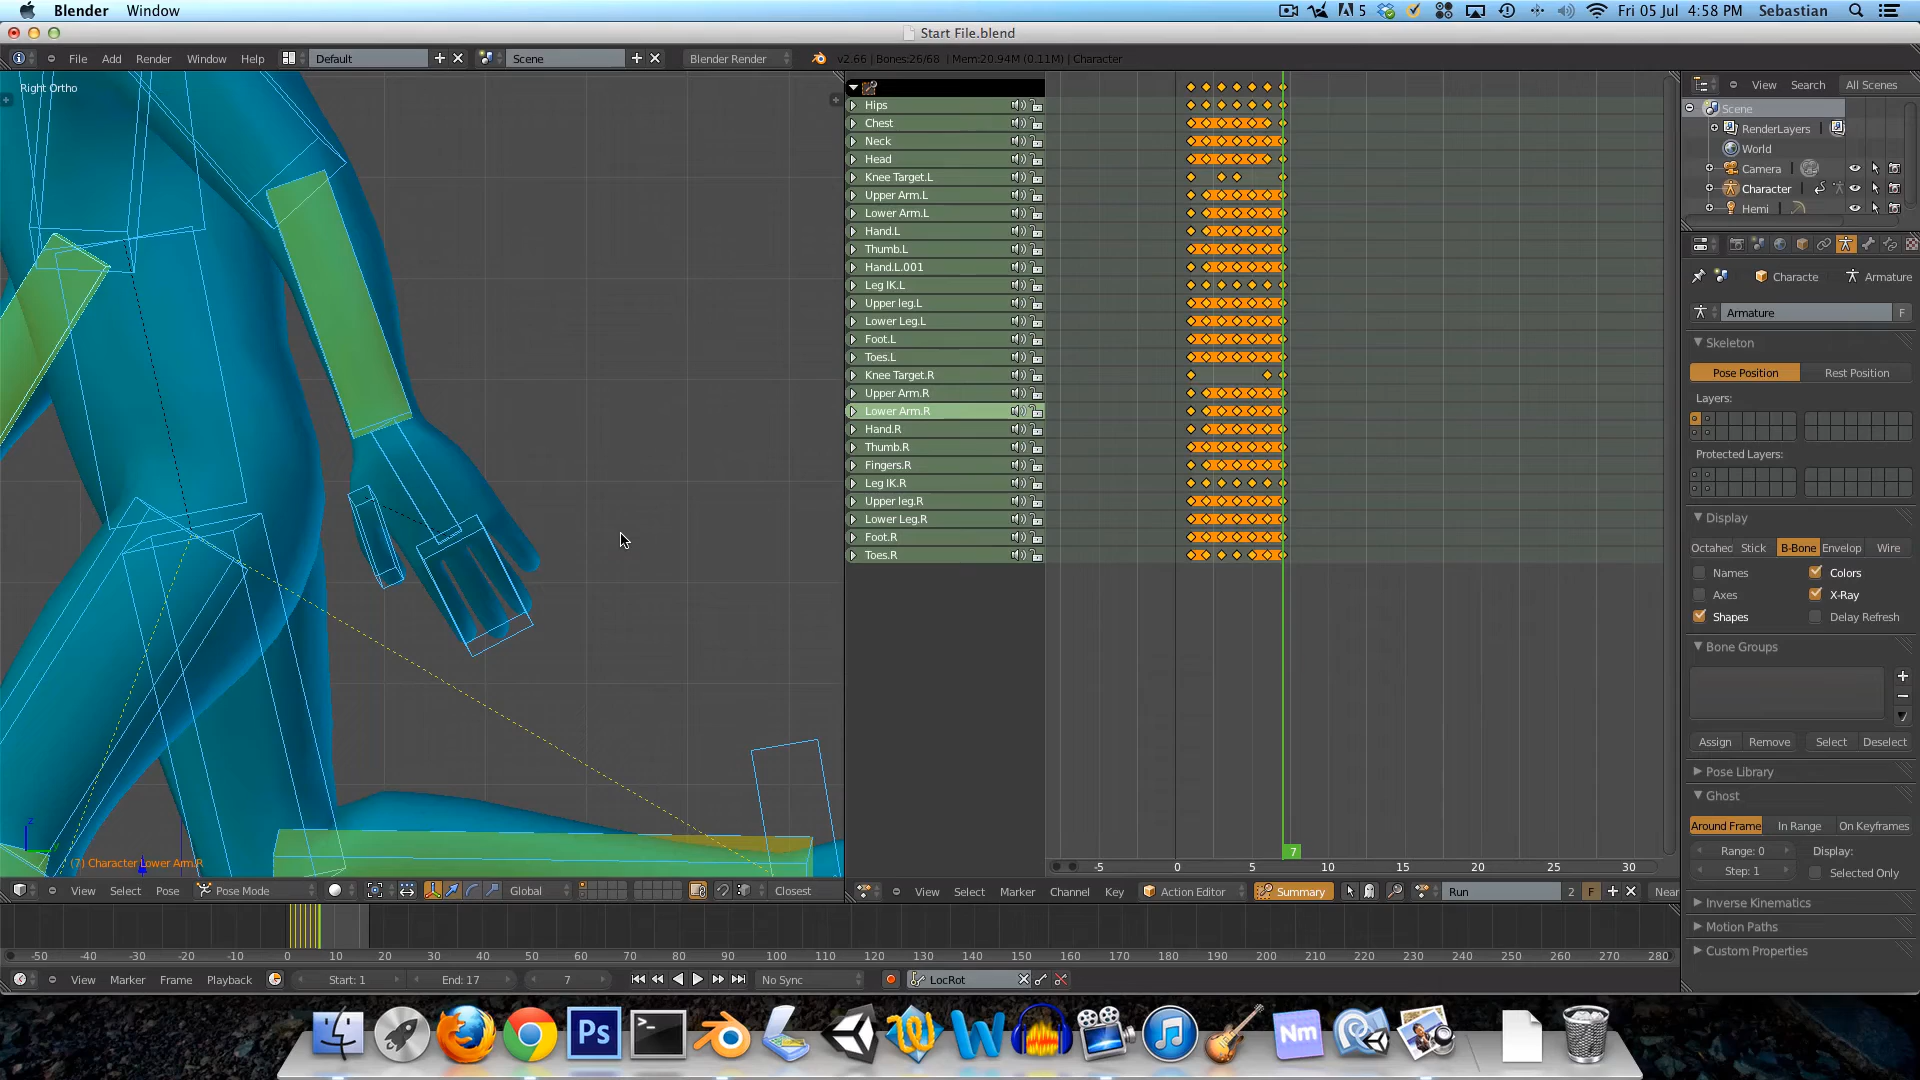 Blender Window 5 Fri 05 Jul 4:58 PM Sebastian
Start File.blend
File Add Render Window Help Default Scene Blender Render v2.66 | Bones:26/68 | Mem:20.94M (0.11M) | Character
Right Ortho
Hips
Chest
Neck
Head
Knee Target.L
Upper Arm.L
Lower Arm.L
Hand.L
Thumb.L
Hand.L.001
Leg IK.L
Upper leg.L
Lower Leg.L
Foot.L
Toes.L
Knee Target.R
Upper Arm.R
Lower Arm.R
Hand.R
Thumb.R
Fingers.R
Leg IK.R
Upper leg.R
Lower Leg.R
Foot.R
Toes.R
7
-5 0 5 10 15 20 25 30
z
(7) Character Lower Arm.R
View Select Pose Pose Mode Global Closest
View Select Marker Channel Key Action Editor Summary Run 2 F Near
View Search All Scenes
Scene
RenderLayers
World
Camera
Character
Hemi
Characte Armature
Armature F
Skeleton
Pose Position Rest Position
Layers:
Protected Layers:
Display
Octahed Stick B-Bone Envelop Wire
Names Colors
Axes X-Ray
Shapes Delay Refresh
Bone Groups
Assign Remove Select Deselect
Pose Library
Ghost
Around Frame In Range On Keyframes
Range: 0 Display:
Step: 1 Selected Only
Inverse Kinematics
Motion Paths
Custom Properties
-50 -40 -30 -20 -10 0 10 20 30 40 50 60 70 80 90 100 110 120 130 140 150 160 170 180 190 200 210 220 230 240 250 260 270 280
View Marker Frame Playback Start: 1 End: 17 7 No Sync LocRot
Ps Nm